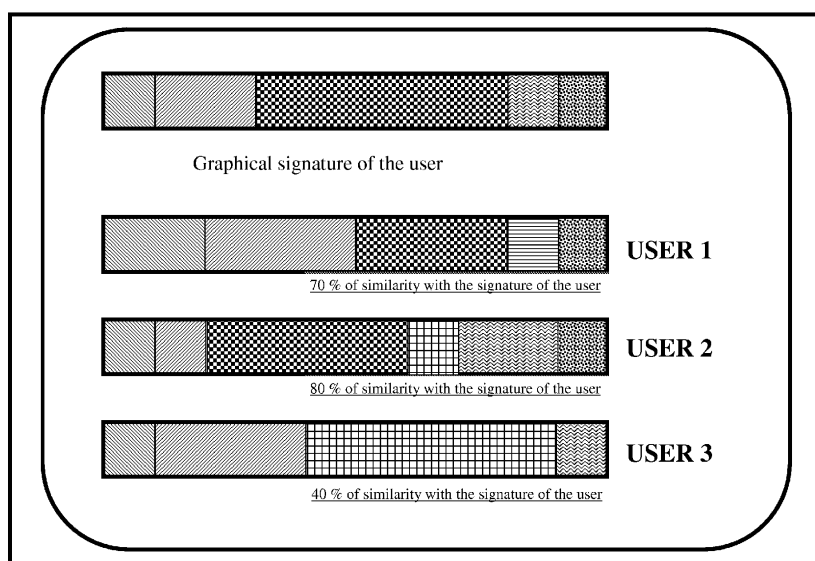 Graphical signature of the user
USER 1
70 % of similarity with the signature of the user
USER 2
80 % of similarity with the signature of the user
USER 3
40 % of similarity with the signature of the user